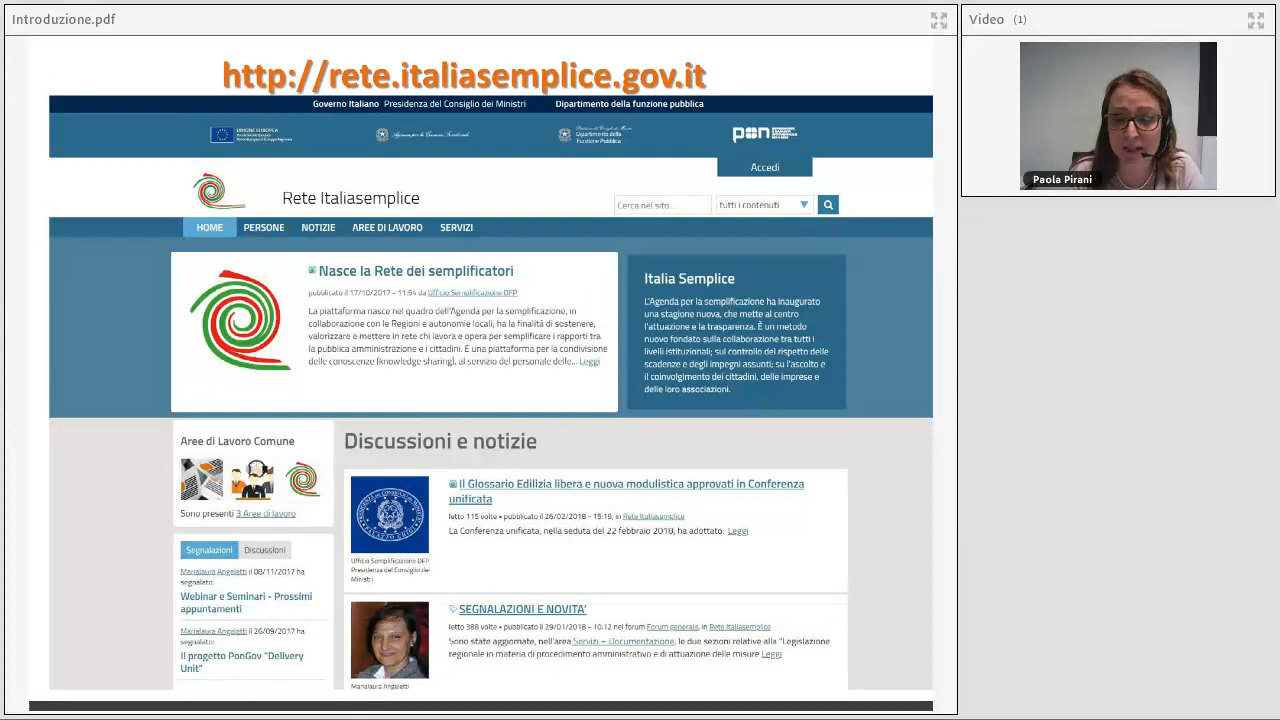 Introduzione.pdf
Video (1)
Paola Pirani
http://rete.italiasemplice.gov.it
Governo Italiano Presidenza del Consiglio dei Ministri Dipartimento della funzione pubblica
UNIONE EUROPEA
Dipartimento della
Funzione Pubblica
pon
Accedi
Rete Italiasemplice
Cerca nel sito...
tutti i contenuti
HOME PERSONE NOTIZIE AREE DI LAVORO SERVIZI
Nasce la Rete dei semplificatori
pubblicato il 17/10/2017 - 11:54 da Ufficio Semplificazione DFP
La piattaforma nasce nel quadro dell'Agenda per la semplificazione, in
collaborazione con le Regioni e autonomie locali; ha la finalità di sostenere,
valorizzare e mettere in rete chi lavora e opera per semplificare i rapporti tra
la pubblica amministrazione e i cittadini. È una piattaforma per la condivisione
delle conoscenze (knowledge sharing), al servizio del personale delle... Leggi
Italia Semplice
L'Agenda per la semplificazione ha inaugurato
una stagione nuova, che mette al centro
l'attuazione e la trasparenza. È un metodo
nuovo fondato sulla collaborazione tra tutti i
livelli istituzionali; sul controllo del rispetto delle
scadenze e degli impegni assunti; su l'ascolto e
il coinvolgimento dei cittadini, delle imprese e
delle loro associazioni.
Aree di Lavoro Comune
Sono presenti 3 Aree di lavoro
Segnalazioni Discussioni
Marialaura Angeletti il 08/11/2017 ha
segnalato:
Webinar e Seminari - Prossimi
appuntamenti
Marialaura Angeletti il 26/09/2017 ha
segnalato:
Il progetto PonGov "Delivery
Unit"
Discussioni e notizie
Il Glossario Edilizia libera e nuova modulistica approvati in Conferenza
unificata
letto 115 volte • pubblicato il 26/02/2018 - 15:19, in Rete Italiasemplice
La Conferenza unificata, nella seduta del 22 febbraio 2018, ha adottato: Leggi
Ufficio Semplificazione DFP
Presidenza del Consiglio dei
Ministri
SEGNALAZIONI E NOVITA'
letto 388 volte • pubblicato il 29/01/2018 - 10:12 nel forum Forum generale, in Rete Italiasemplice
Sono state aggiornate, nell'area Servizi – Documentazione, le due sezioni relative alla "Legislazione
regionale in materia di procedimento amministrativo e di attuazione delle misure Leggi
Marialaura Angeletti